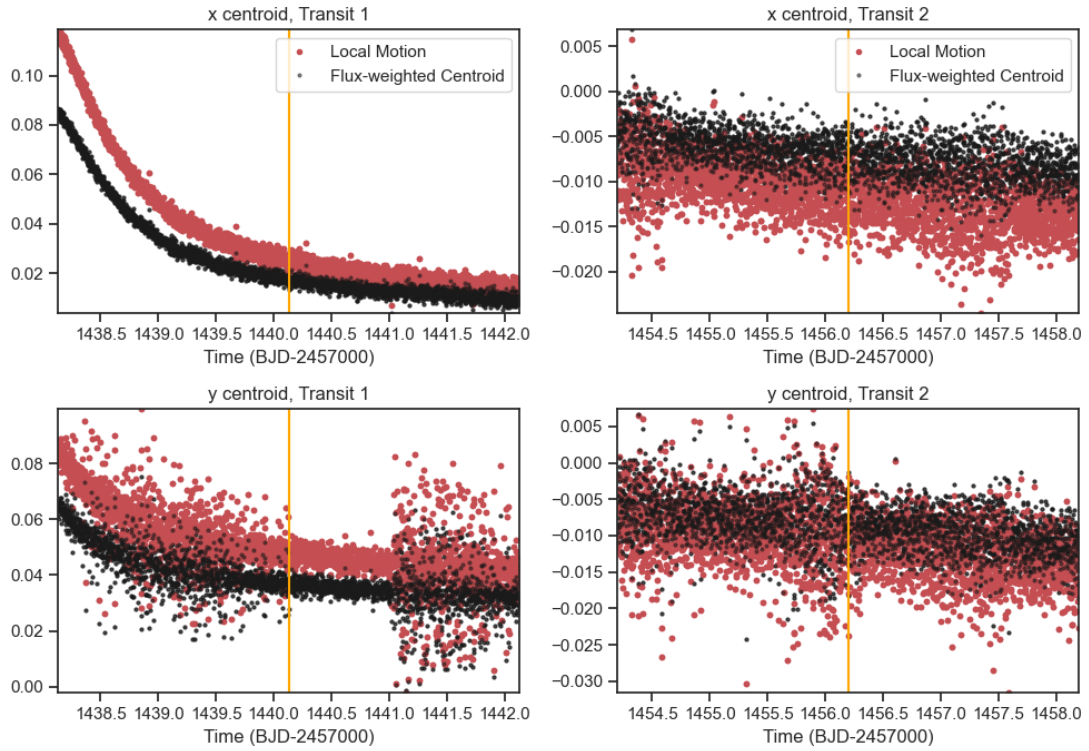 x centroid, Transit 1
0.10
0.08
0.06
0.04
0.02
Local Motion
Flux-weighted Centroid
1438.5 1439.0 1439.5 1440.0 1440.5 1441.0 1441.5 1442.0
Time (BJD-2457000)
x centroid, Transit 2
0.005
0.000
−0.005
−0.010
−0.015
−0.020
Local Motion
Flux-weighted Centroid
1454.5 1455.0 1455.5 1456.0 1456.5 1457.0 1457.5 1458.0
Time (BJD-2457000)
y centroid, Transit 1
0.08
0.06
0.04
0.02
0.00
1438.5 1439.0 1439.5 1440.0 1440.5 1441.0 1441.5 1442.0
Time (BJD-2457000)
y centroid, Transit 2
0.005
0.000
−0.005
−0.010
−0.015
−0.020
−0.025
−0.030
1454.5 1455.0 1455.5 1456.0 1456.5 1457.0 1457.5 1458.0
Time (BJD-2457000)